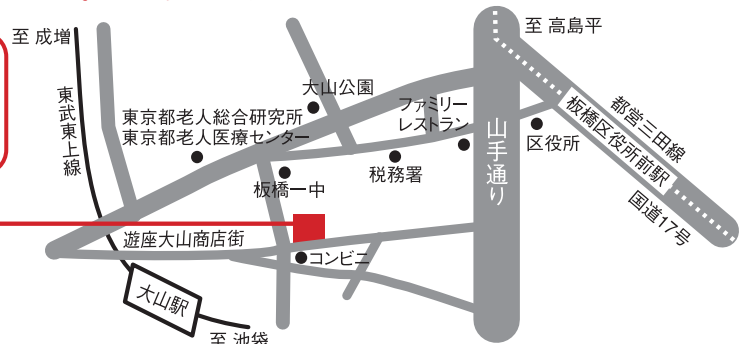 至 成増
至 高島平
東武東上線
大山公園
東京都老人総合研究所
東京都老人医療センター
ファミリー
レストラン
山手通り
都営三田線
板橋区役所前駅
国道17号
区役所
税務署
板橋一中
遊座大山商店街
コンビニ
大山駅
至 池袋